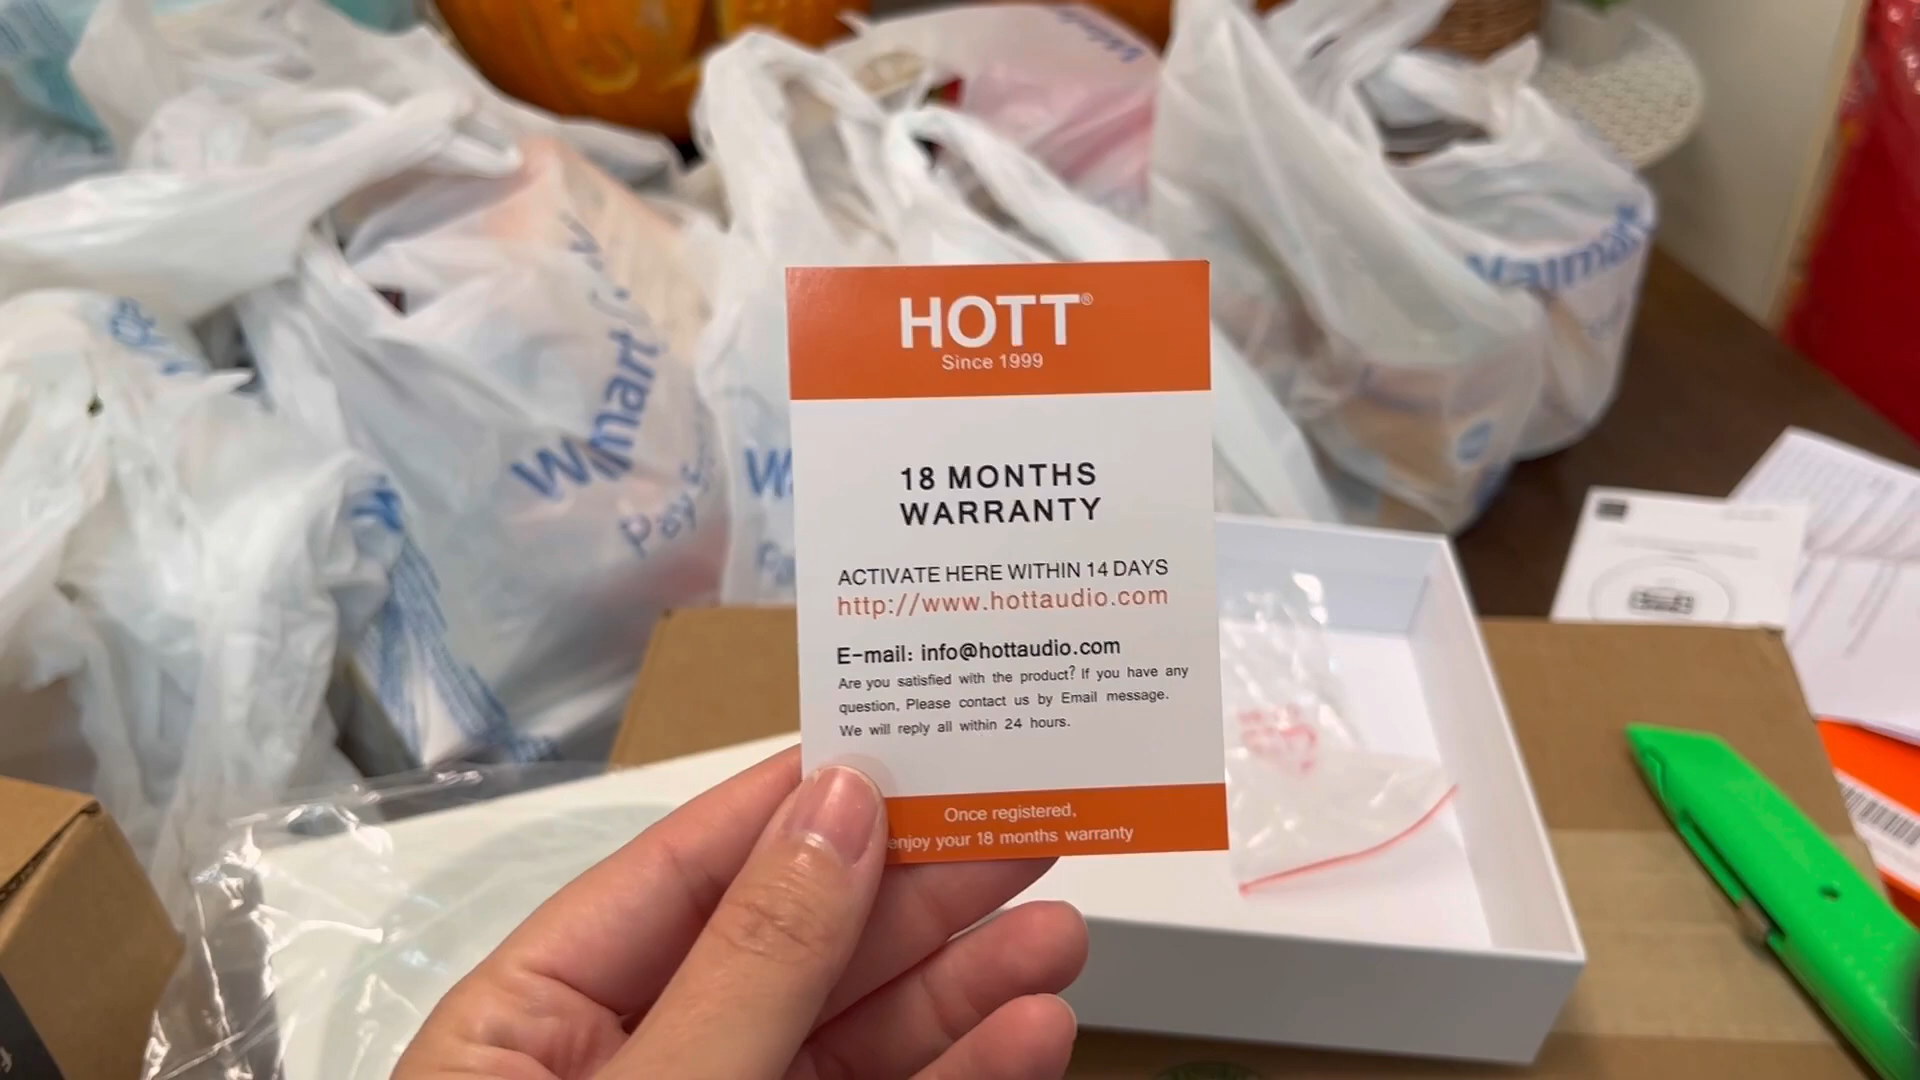 HOTT®
Since 1999
18 MONTHS
WARRANTY
ACTIVATE HERE WITHIN 14 DAYS
http://www.hottaudio.com
E-mail: info@hottaudio.com
Are you satisfied with the product? If you have any
question, Please contact us by Email message.
We will reply all within 24 hours.
Once registered,
enjoy your 18 months warranty
Walmart
Walmart